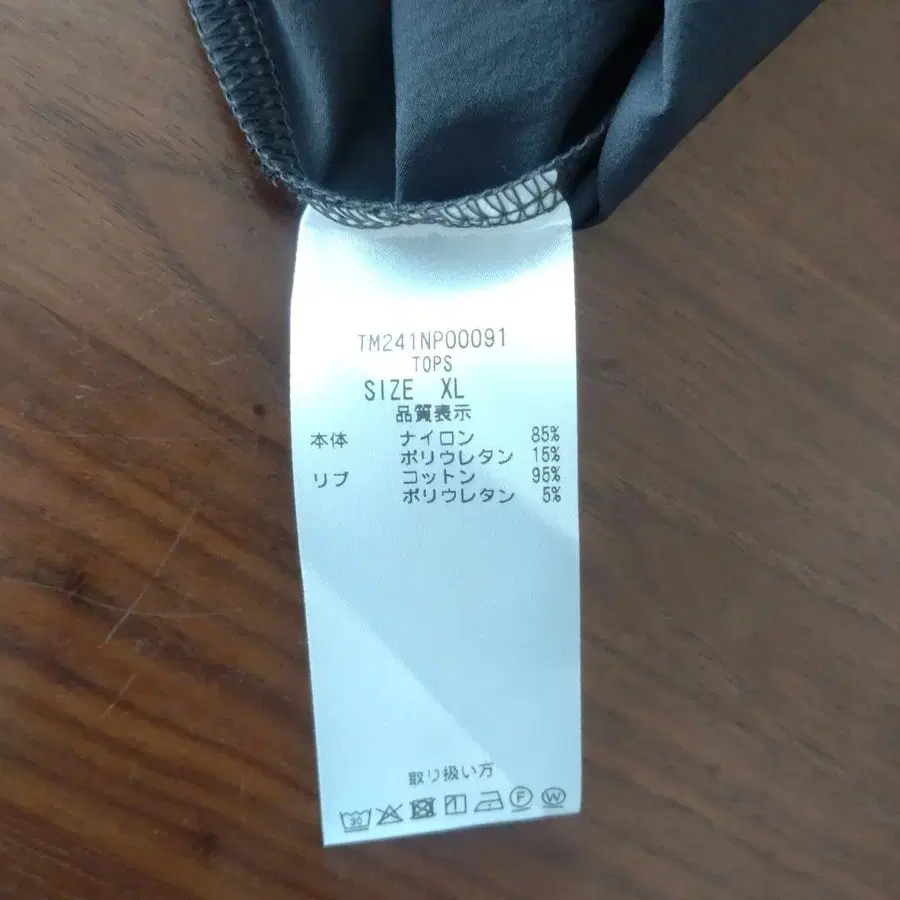 TM241NP00091
TOPS
SIZE XL
品質表示
本体 ナイロン 85%
ポリウレタン 15%
リブ コットン 95%
ポリウレタン 5%
取り扱い方
30 F W